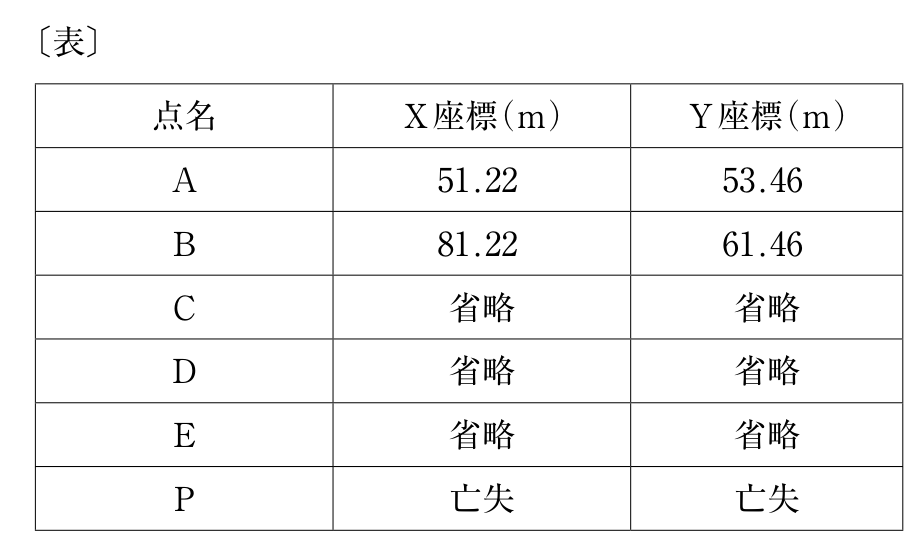 〔表〕
点名 X座標(m) Y座標(m)
A 51.22 53.46
B 81.22 61.46
C 省略 省略
D 省略 省略
E 省略 省略
P 亡失 亡失